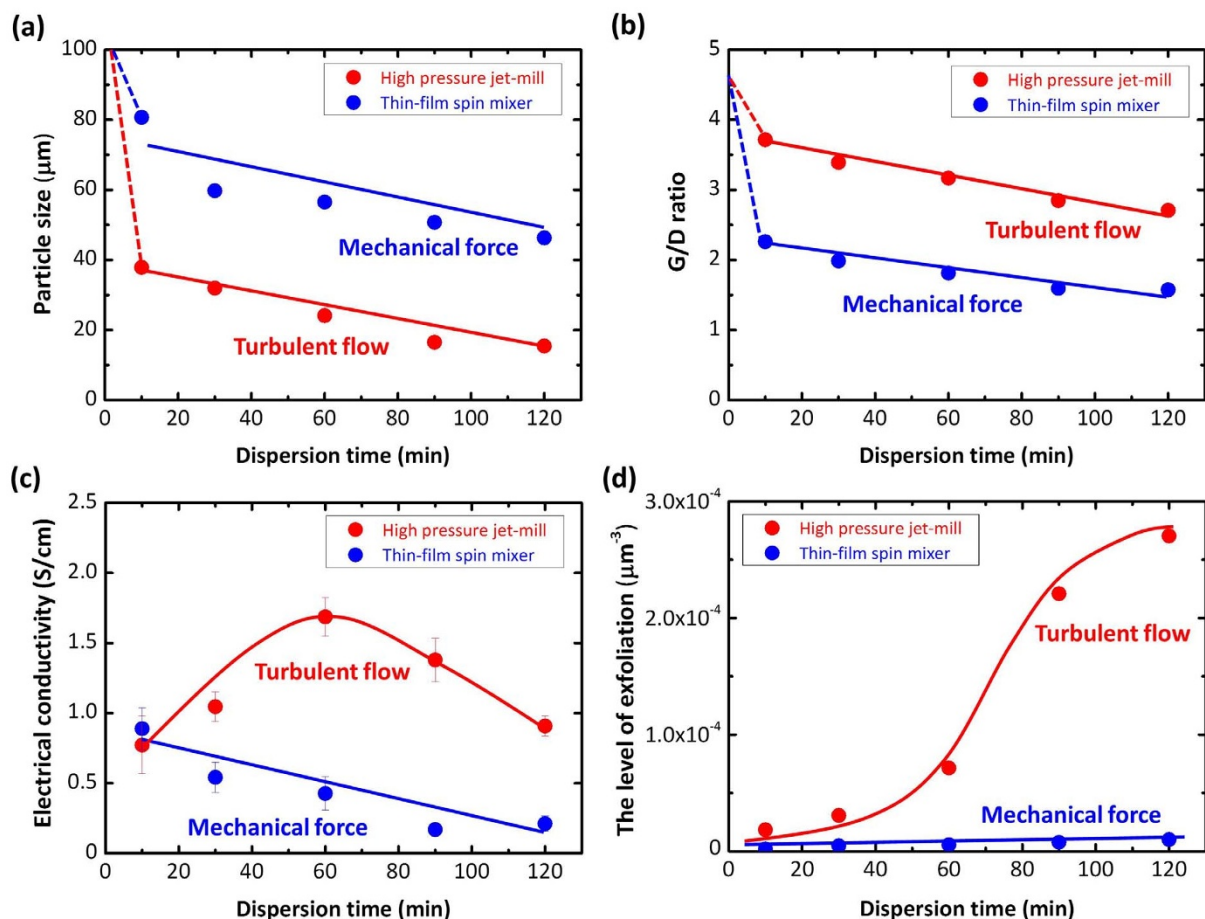 (a)
100
80
60
40
20
0
Particle size (μm)
High pressure jet-mill
Thin-film spin mixer
Mechanical force
Turbulent flow
0 20 40 60 80 100 120
Dispersion time (min)
(b)
5
4
3
2
1
0
G/D ratio
High pressure jet-mill
Thin-film spin mixer
Turbulent flow
Mechanical force
0 20 40 60 80 100 120
Dispersion time (min)
(c)
2.5
2.0
1.5
1.0
0.5
0
Electrical conductivity (S/cm)
High pressure jet-mill
Thin-film spin mixer
Turbulent flow
Mechanical force
0 20 40 60 80 100 120
Dispersion time (min)
(d)
3.0x10⁻⁴
2.0x10⁻⁴
1.0x10⁻⁴
0
The level of exfoliation (μm⁻³)
High pressure jet-mill
Thin-film spin mixer
Turbulent flow
Mechanical force
0 20 40 60 80 100 120
Dispersion time (min)